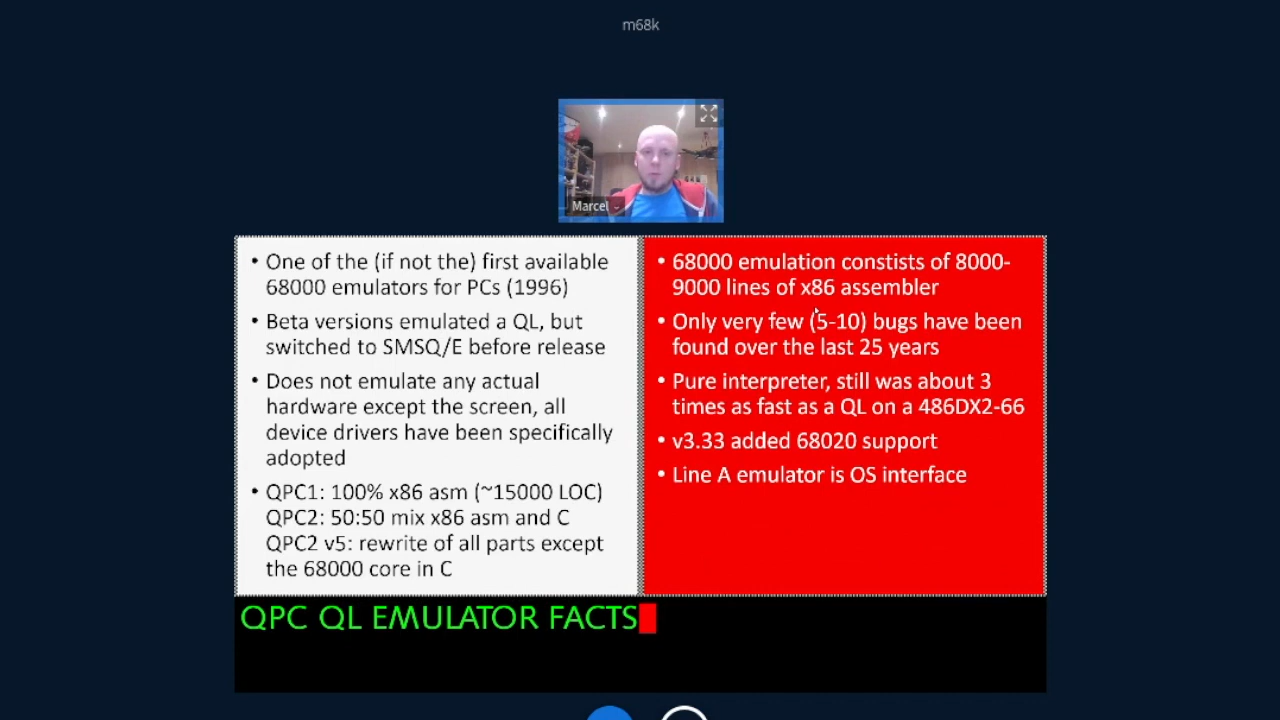 m68k
Marcel
• One of the (if not the) first available
68000 emulators for PCs (1996)
• Beta versions emulated a QL, but
switched to SMSQ/E before release
• Does not emulate any actual
hardware except the screen, all
device drivers have been specifically
adopted
• QPC1: 100% x86 asm (~15000 LOC)
QPC2: 50:50 mix x86 asm and C
QPC2 v5: rewrite of all parts except
the 68000 core in C
• 68000 emulation constists of 8000-
9000 lines of x86 assembler
• Only very few (5-10) bugs have been
found over the last 25 years
• Pure interpreter, still was about 3
times as fast as a QL on a 486DX2-66
• v3.33 added 68020 support
• Line A emulator is OS interface
QPC QL EMULATOR FACTS